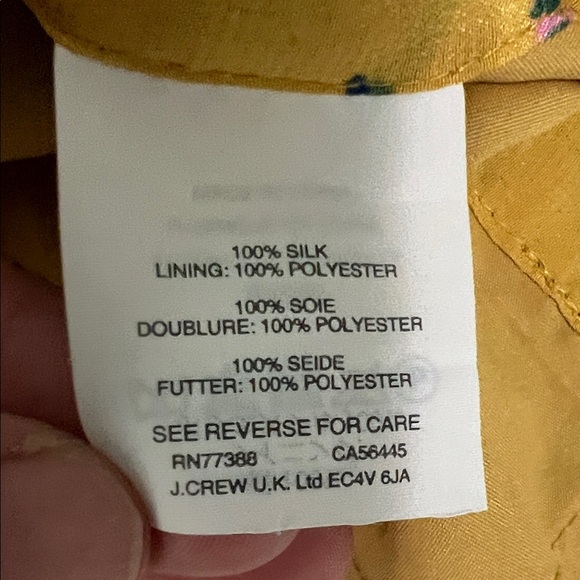 100% SILK
LINING: 100% POLYESTER
100% SOIE
DOUBLURE: 100% POLYESTER
100% SEIDE
FUTTER: 100% POLYESTER
SEE REVERSE FOR CARE
RN77388 CA56445
J.CREW U.K. Ltd EC4V 6JA